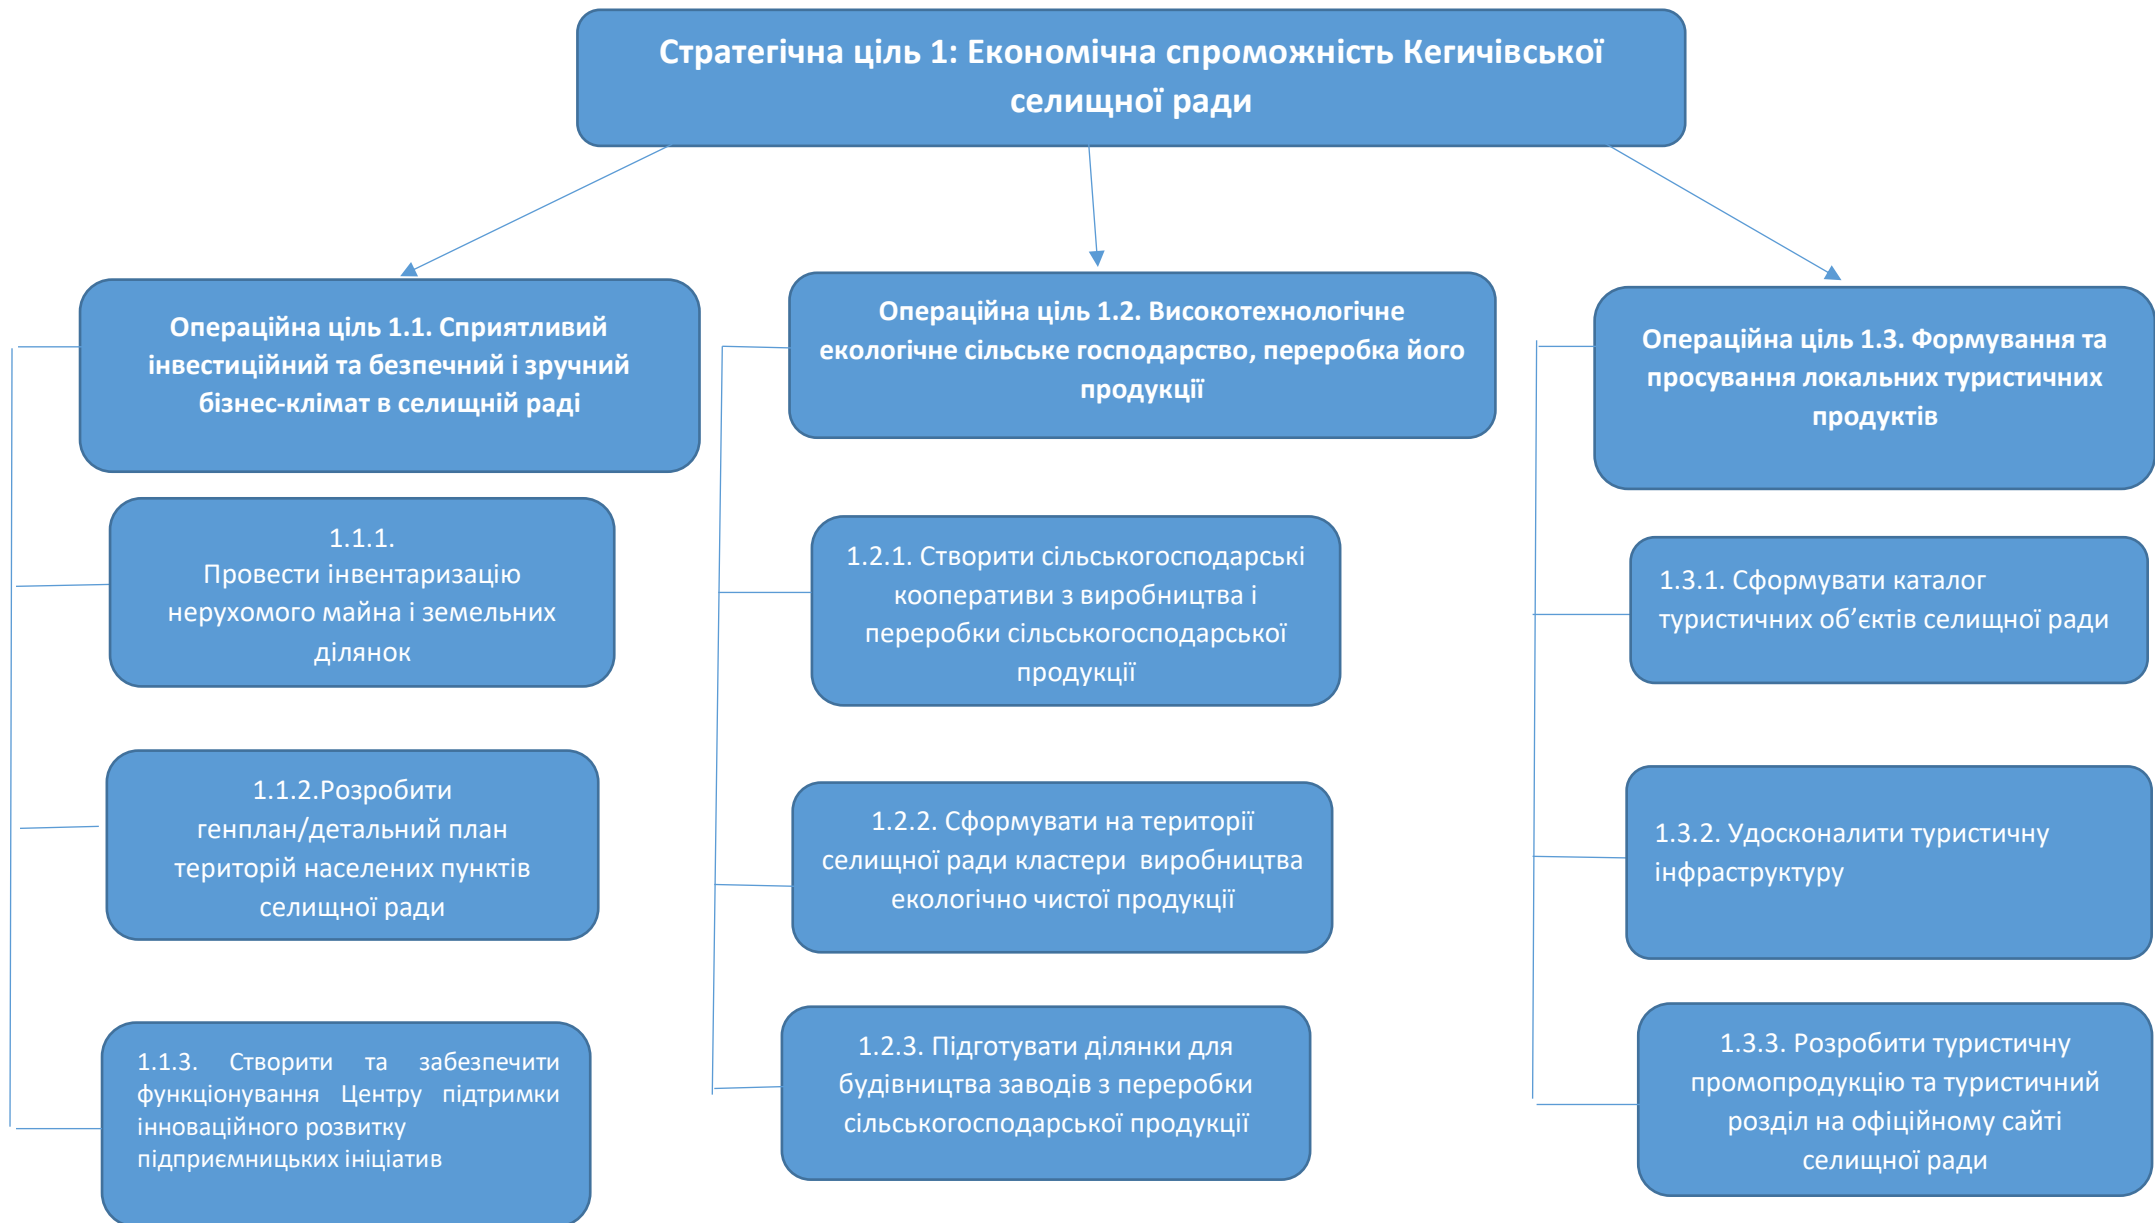 Стратегічна ціль 1: Економічна спроможність Кегичівської
селищної ради
Операційна ціль 1.1. Сприятливий
інвестиційний та безпечний і зручний
бізнес-клімат в селищній раді
1.1.1.
Провести інвентаризацію
нерухомого майна і земельних
ділянок
1.1.2.Розробити
генплан/детальний план
територій населених пунктів
селищної ради
1.1.3. Створити та забезпечити
функціонування Центру підтримки
інноваційного розвитку
підприємницьких ініціатив
Операційна ціль 1.2. Високотехнологічне
екологічне сільське господарство, переробка його
продукції
1.2.1. Створити сільськогосподарські
кооперативи з виробництва і
переробки сільськогосподарської
продукції
1.2.2. Сформувати на території
селищної ради кластери виробництва
екологічно чистої продукції
1.2.3. Підготувати ділянки для
будівництва заводів з переробки
сільськогосподарської продукції
Операційна ціль 1.3. Формування та
просування локальних туристичних
продуктів
1.3.1. Сформувати каталог
туристичних об’єктів селищної ради
1.3.2. Удосконалити туристичну
інфраструктуру
1.3.3. Розробити туристичну
промопродукцію та туристичний
розділ на офіційному сайті
селищної ради